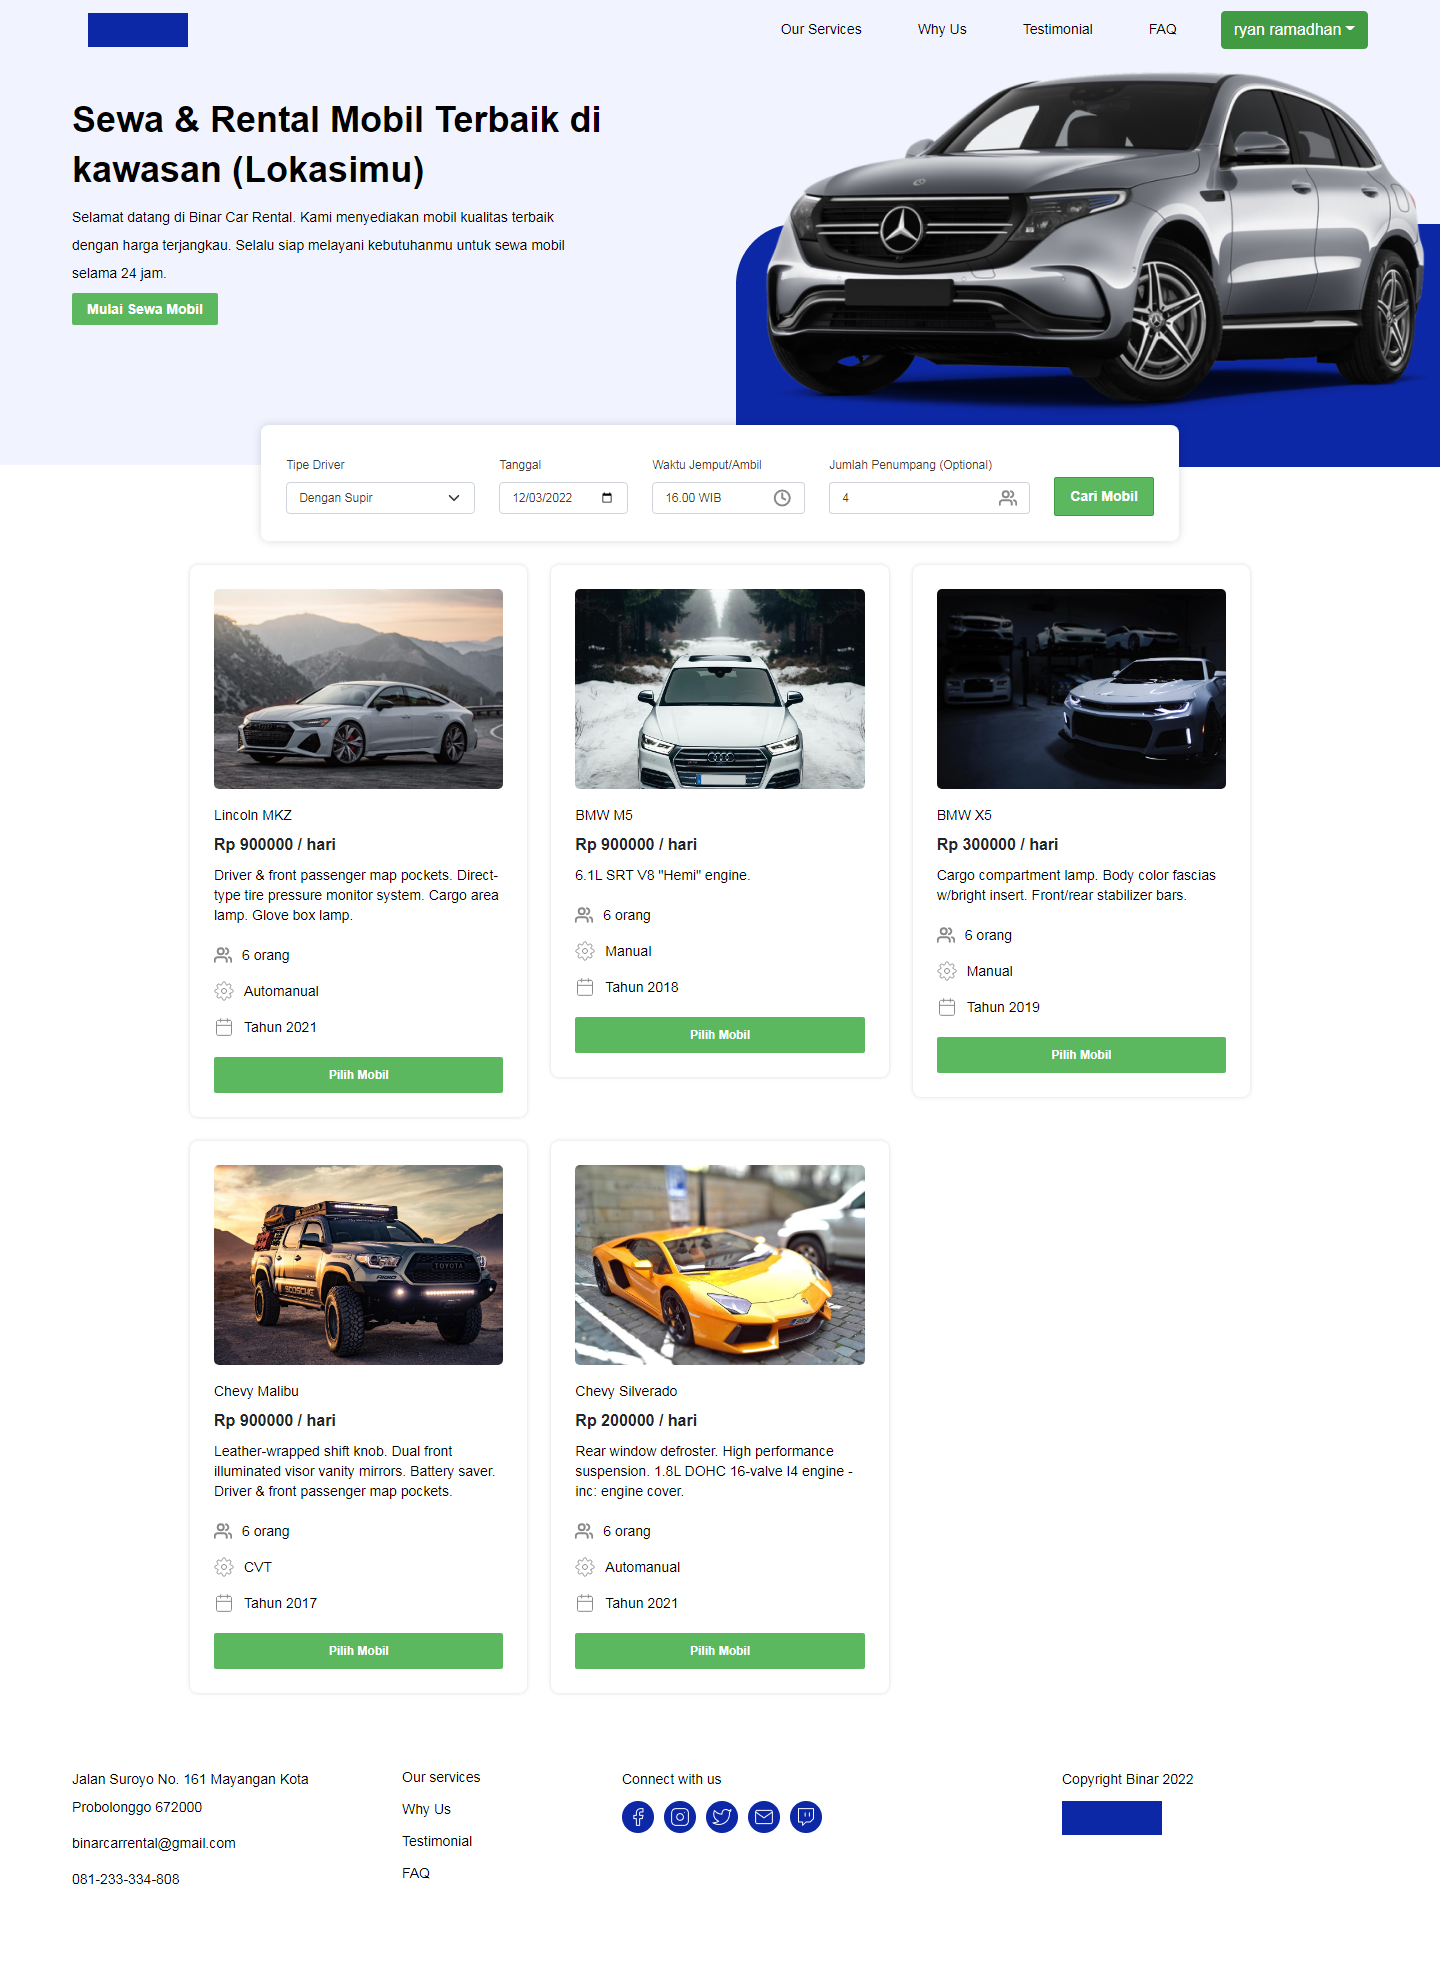 Our Services
Why Us
Testimonial
FAQ
ryan ramadhan
Sewa & Rental Mobil Terbaik di
kawasan (Lokasimu)
Selamat datang di Binar Car Rental. Kami menyediakan mobil kualitas terbaik
dengan harga terjangkau. Selalu siap melayani kebutuhanmu untuk sewa mobil
selama 24 jam.
Mulai Sewa Mobil
Tipe Driver
Dengan Supir
Tanggal
12/03/2022
Waktu Jemput/Ambil
16.00 WIB
Jumlah Penumpang (Optional)
4
Cari Mobil
Lincoln MKZ
Rp 900000 / hari
Driver & front passenger map pockets. Direct-
type tire pressure monitor system. Cargo area
lamp. Glove box lamp.
6 orang
Automanual
Tahun 2021
Pilih Mobil
BMW M5
Rp 900000 / hari
6.1L SRT V8 "Hemi" engine.
6 orang
Manual
Tahun 2018
Pilih Mobil
BMW X5
Rp 300000 / hari
Cargo compartment lamp. Body color fascias
w/bright insert. Front/rear stabilizer bars.
6 orang
Manual
Tahun 2019
Pilih Mobil
TOYOTA
SCOSCHE
Chevy Malibu
Rp 900000 / hari
Leather-wrapped shift knob. Dual front
illuminated visor vanity mirrors. Battery saver.
Driver & front passenger map pockets.
6 orang
CVT
Tahun 2017
Pilih Mobil
Chevy Silverado
Rp 200000 / hari
Rear window defroster. High performance
suspension. 1.8L DOHC 16-valve I4 engine -
inc: engine cover.
6 orang
Automanual
Tahun 2021
Pilih Mobil
Jalan Suroyo No. 161 Mayangan Kota
Probolonggo 672000
binarcarrental@gmail.com
081-233-334-808
Our services
Why Us
Testimonial
FAQ
Connect with us
Copyright Binar 2022